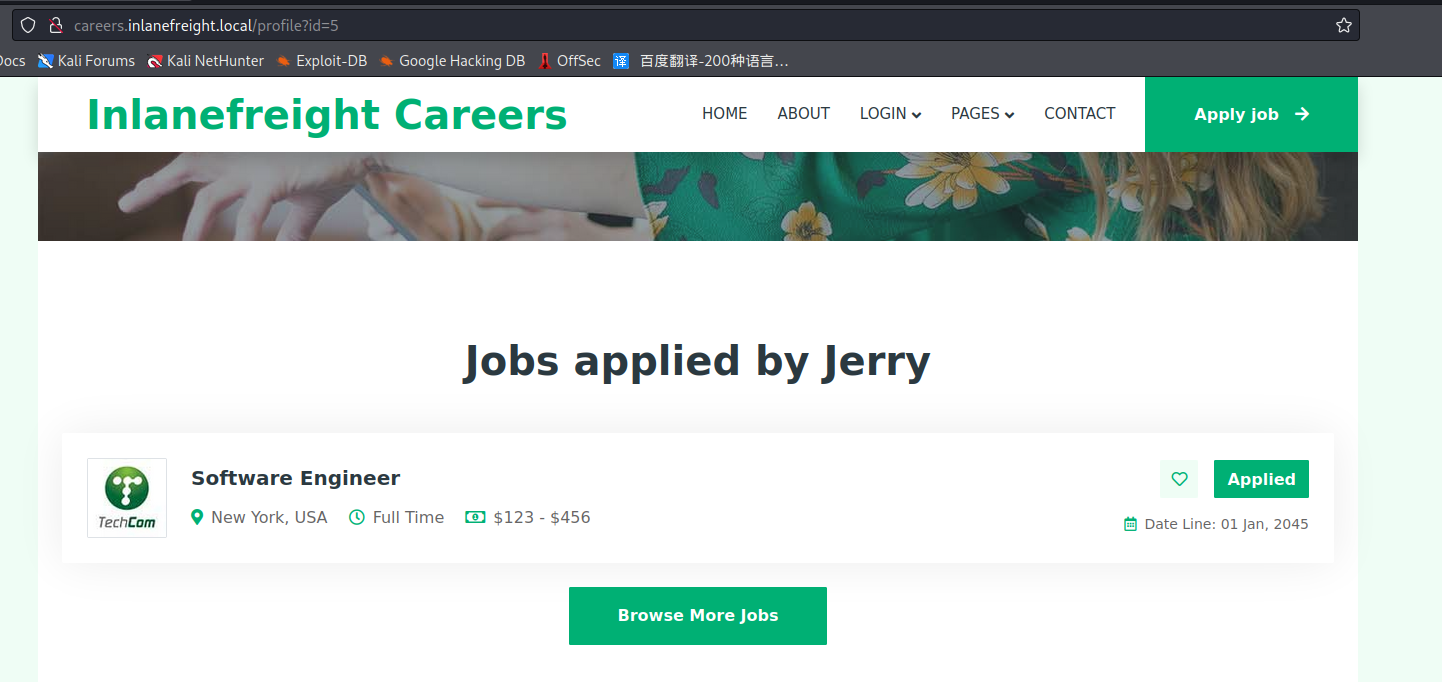 careers.inlanefreight.local/profile?id=5
Docs Kali Forums Kali NetHunter Exploit-DB Google Hacking DB OffSec 译 百度翻译-200种语言…
Inlanefreight Careers HOME ABOUT LOGIN PAGES CONTACT Apply job
Jobs applied by Jerry
TechCom
Software Engineer
Applied
New York, USA Full Time $123 - $456
Date Line: 01 Jan, 2045
Browse More Jobs